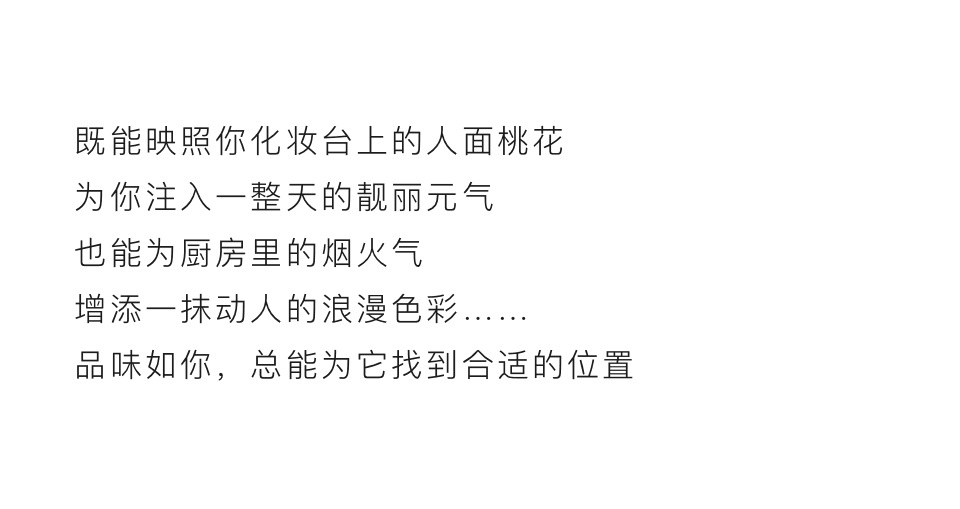 既能映照你化妆台上的人面桃花
为你注入一整天的靓丽元气
也能为厨房里的烟火气
增添一抹动人的浪漫色彩……
品味如你，总能为它找到合适的位置